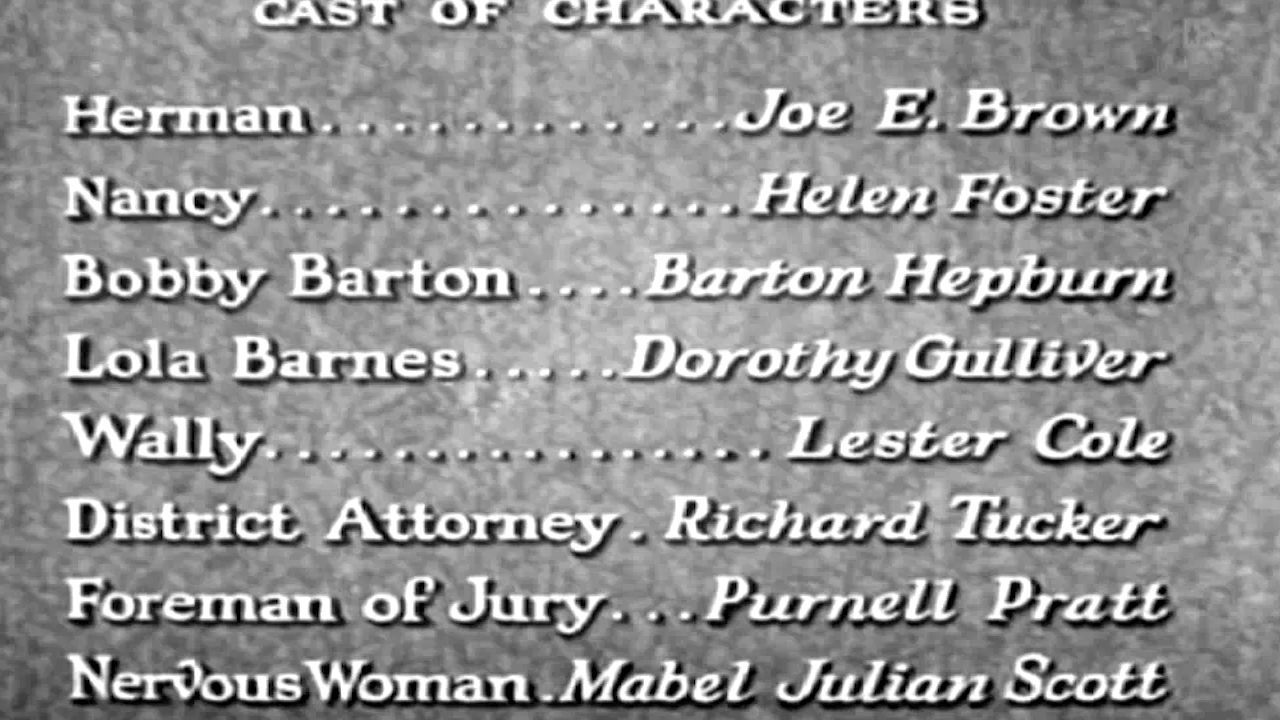 CAST OF CHARACTERS
Herman.............Joe E. Brown
Nancy..............Helen Foster
Bobby Barton....Barton Hepburn
Lola Barnes.....Dorothy Gulliver
Wally...............Lester Cole
District Attorney.Richard Tucker
Foreman of Jury...Purnell Pratt
Nervous Woman.Mabel Julian Scott